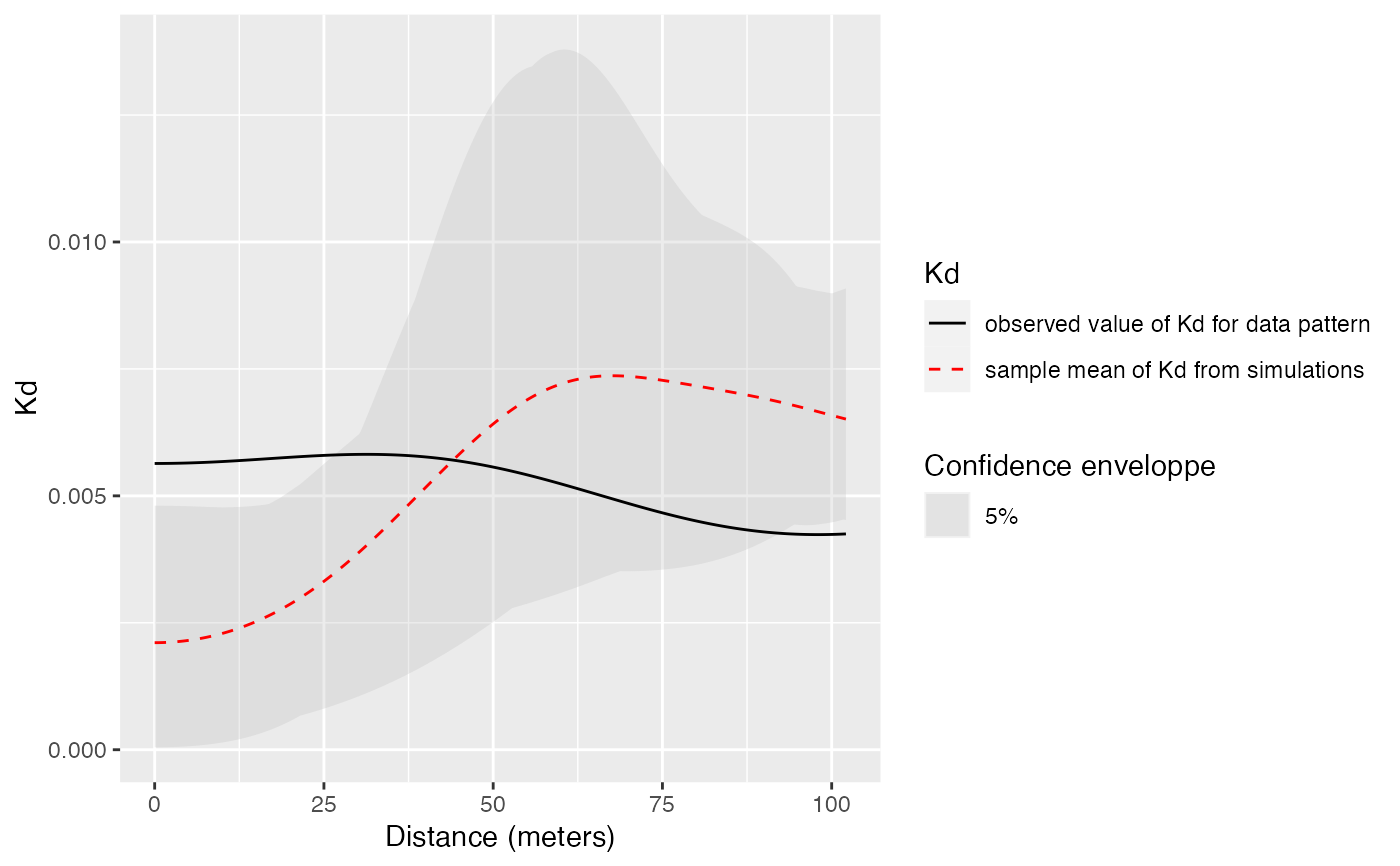 Kd
0.010
0.005
0.000
0
25
50
75
100
Distance (meters)
Kd
observed value of Kd for data pattern
sample mean of Kd from simulations
Confidence enveloppe
5%